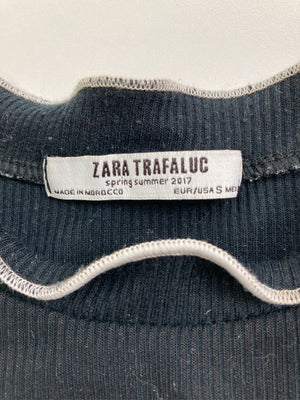 ZARA TRAFALUC
spring summer 2017
MADE IN MOROCCO EUR/USA S